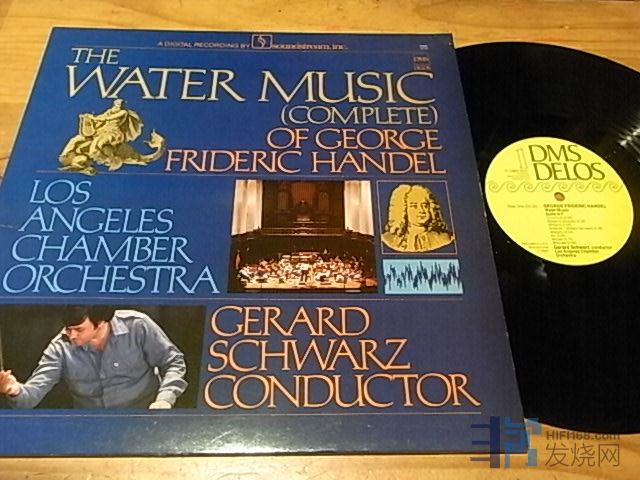 A DIGITAL RECORDING BY soundstream, inc.
THE
WATER MUSIC
(COMPLETE)
OF GEORGE
FRIDERIC HANDEL
LOS
ANGELES
CHAMBER
ORCHESTRA
GERARD
SCHWARZ
CONDUCTOR
DMS
DELOS
GEORGE FRIDERIC HANDEL
Water Music
Suite in F
Gerard Schwarz, conductor
Los Angeles Chamber
Orchestra
HIFI168.com
发烧网